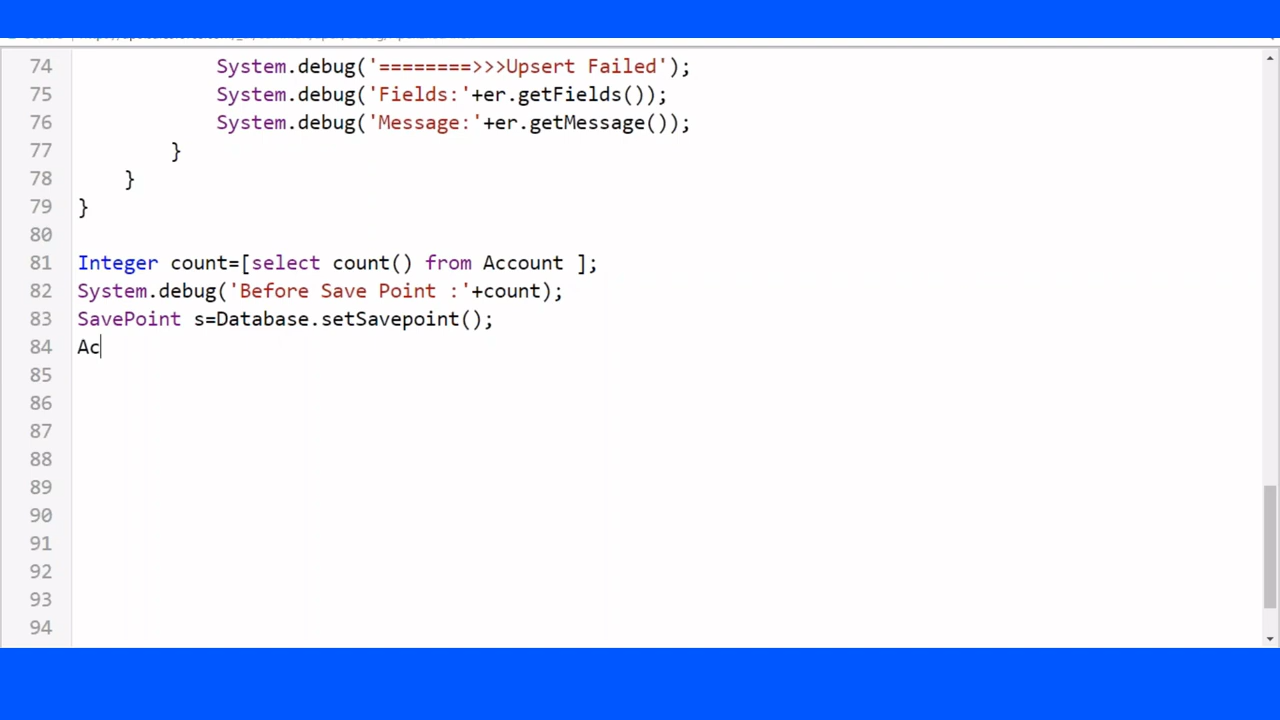 74 System.debug('========>>>Upsert Failed');
75 System.debug('Fields:'+er.getFields());
76 System.debug('Message:'+er.getMessage());
77 }
78 }
79 }
80
81 Integer count=[select count() from Account ];
82 System.debug('Before Save Point :'+count);
83 SavePoint s=Database.setSavepoint();
84 Ac
85
86
87
88
89
90
91
92
93
94